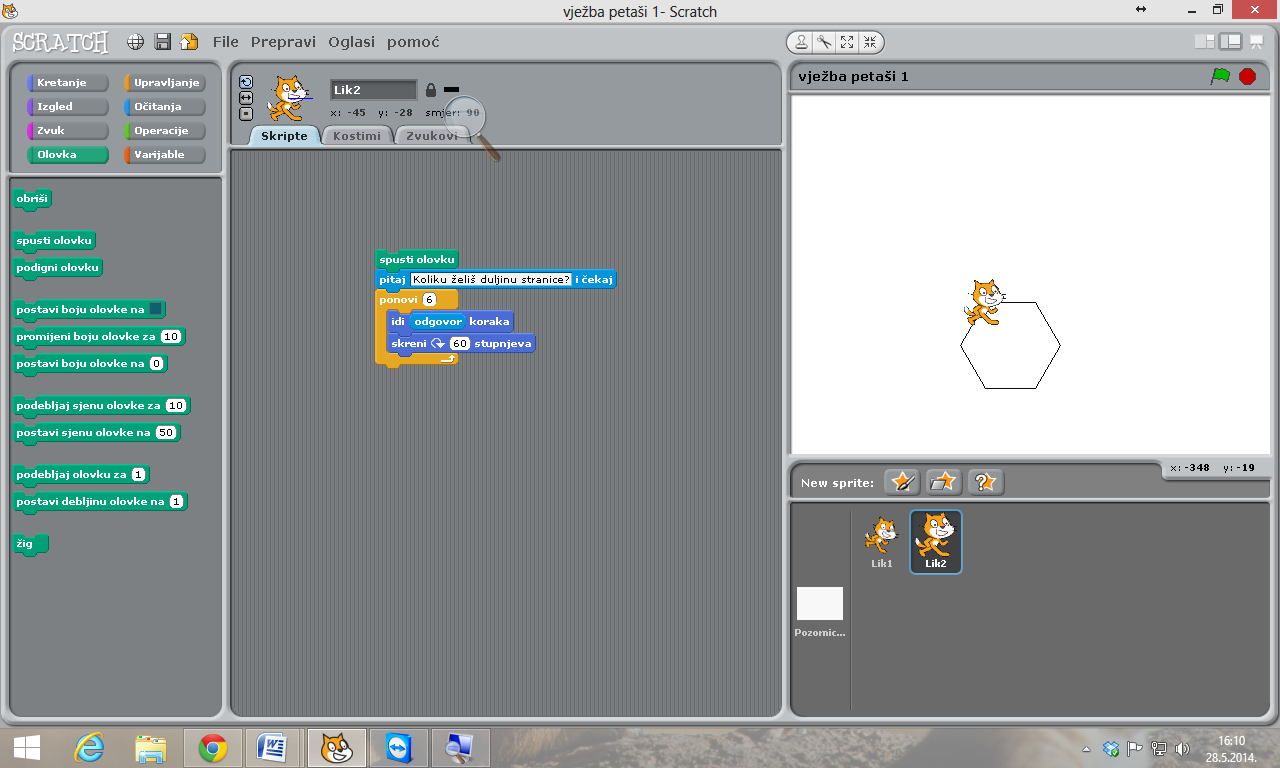 vježba petaši 1- Scratch
SCRATCH File Prepravi Oglasi pomoć
Kretanje Upravljanje
Izgled Očitanja
Zvuk Operacije
Olovka Varijable
obriši
spusti olovku
podigni olovku
postavi boju olovke na
promijeni boju olovke za 10
postavi boju olovke na 0
podebljaj sjenu olovke za 10
postavi sjenu olovke na 50
podebljaj olovku za 1
postavi debljinu olovke na 1
žig
Lik2
x: -45 y: -28 smjer: 90
Skripte Kostimi Zvukovi
spusti olovku
pitaj Koliku želiš duljinu stranice? i čekaj
ponovi 6
idi odgovor koraka
skreni 60 stupnjeva
vježba petaši 1
x: -348 y: -19
New sprite:
Lik1 Lik2
Pozornic...
16:10
28.5.2014.